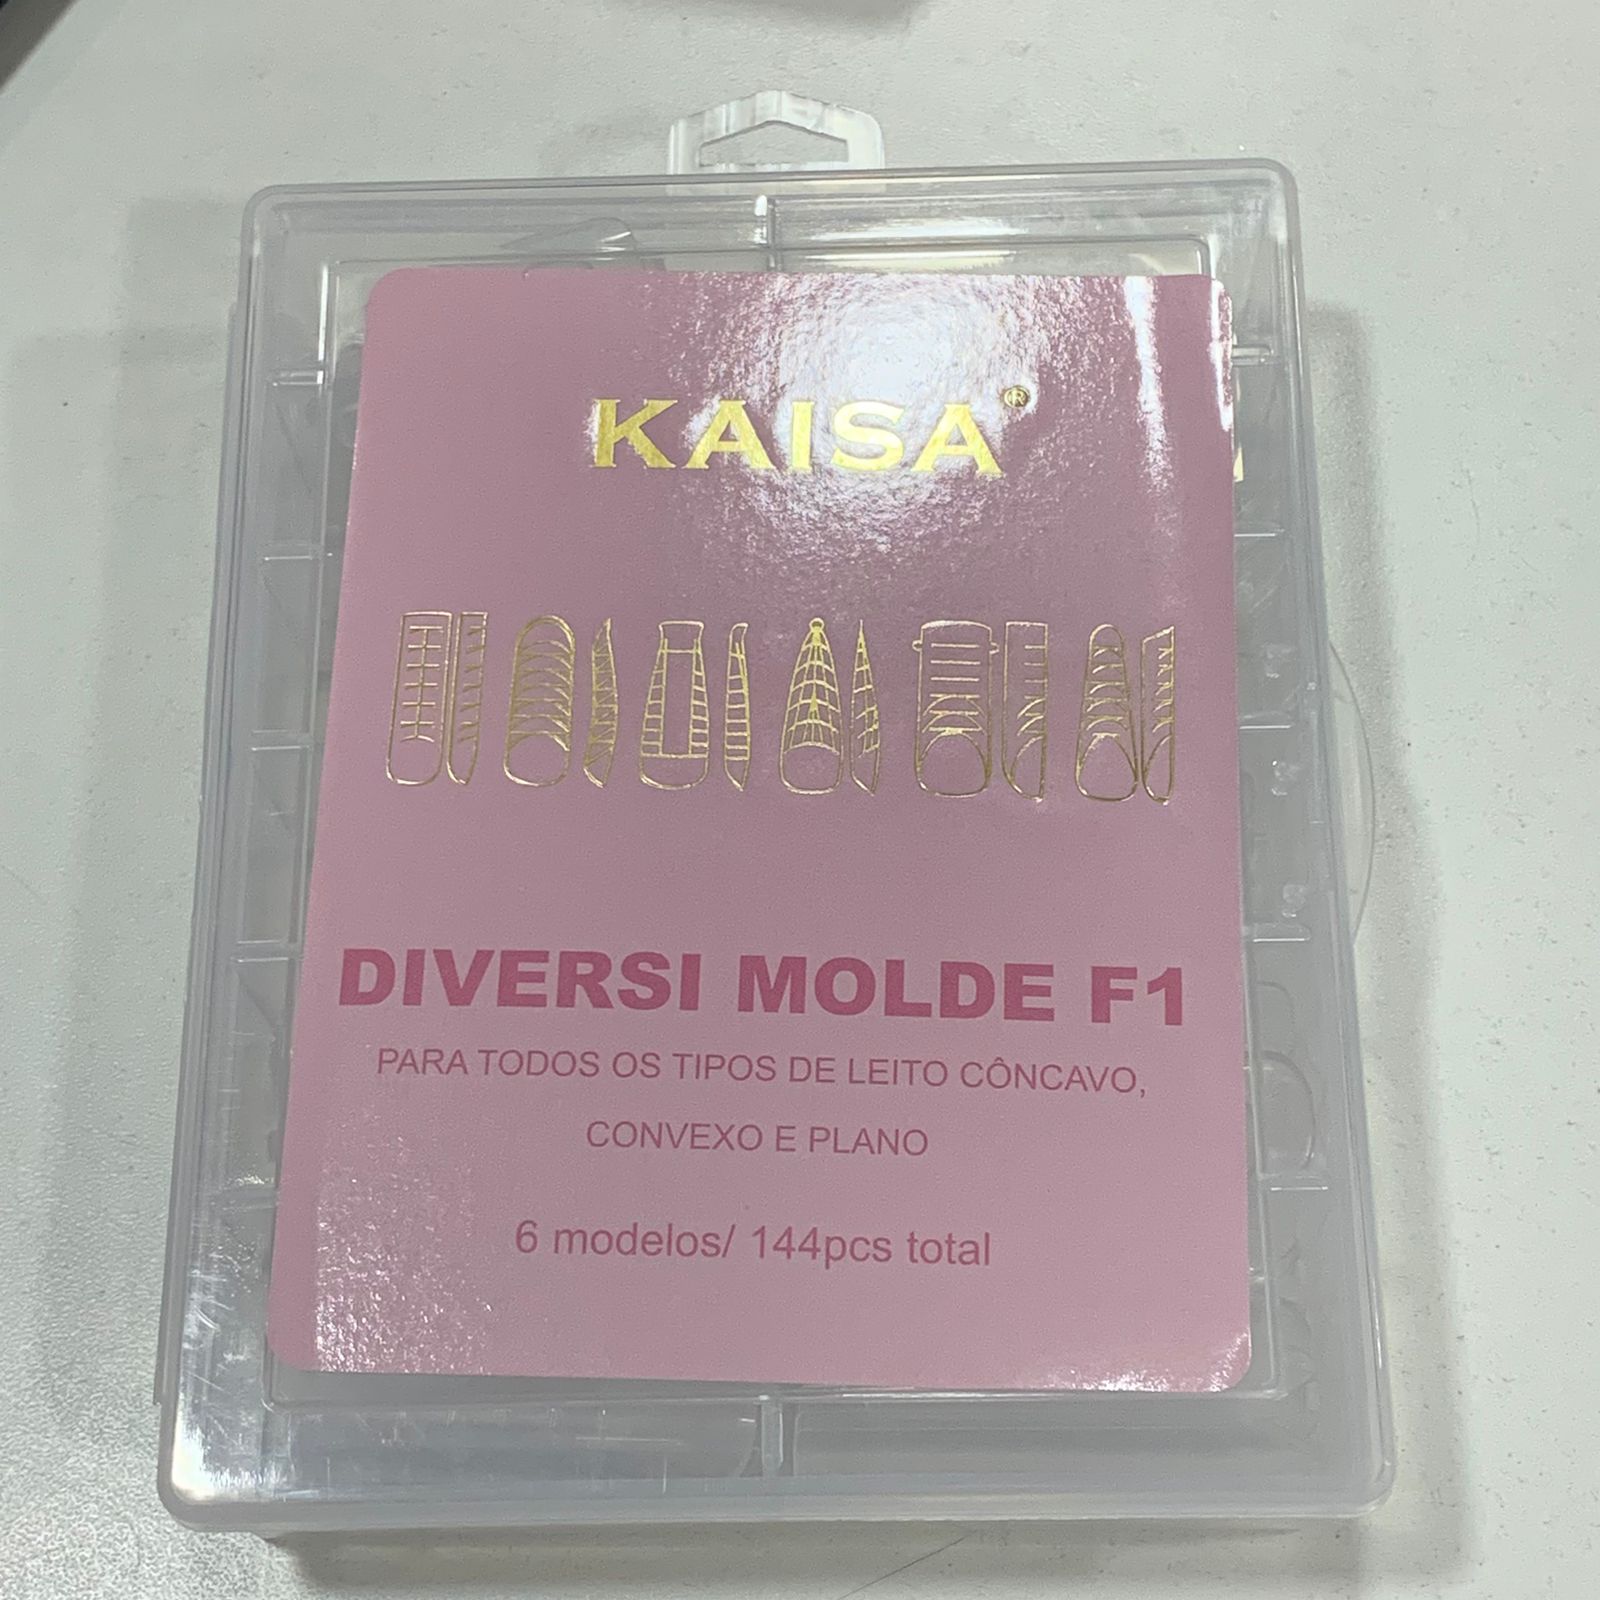 KAISA®
DIVERSI MOLDE F1
PARA TODOS OS TIPOS DE LEITO CÔNCAVO,
CONVEXO E PLANO
6 modelos/ 144pcs total